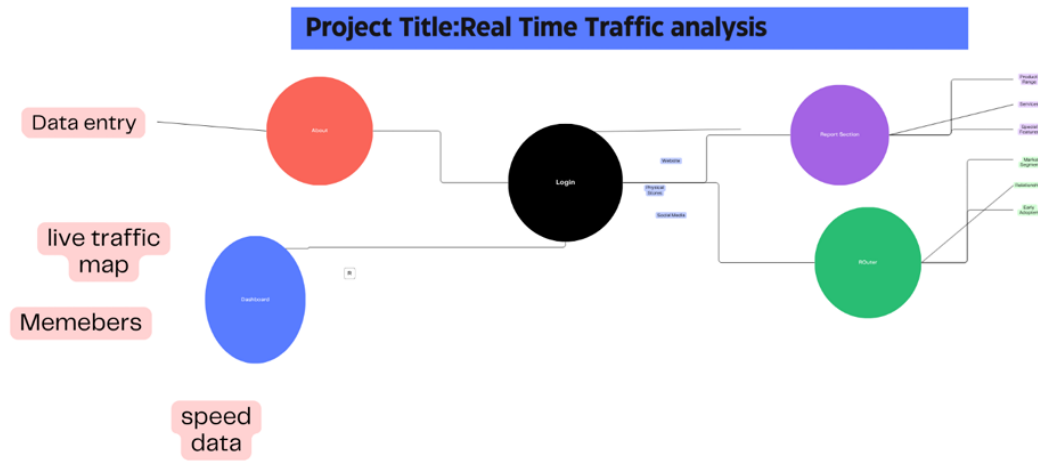 Project Title:Real Time Traffic analysis
Data entry
About
Login
Report Section
Product
Range
Services
Special
Features
Website
Physical
Stores
Social Media
Market
Segment
Early
Adopters
live traffic
map
Dashboard
R
ROuter
Memebers
speed
data